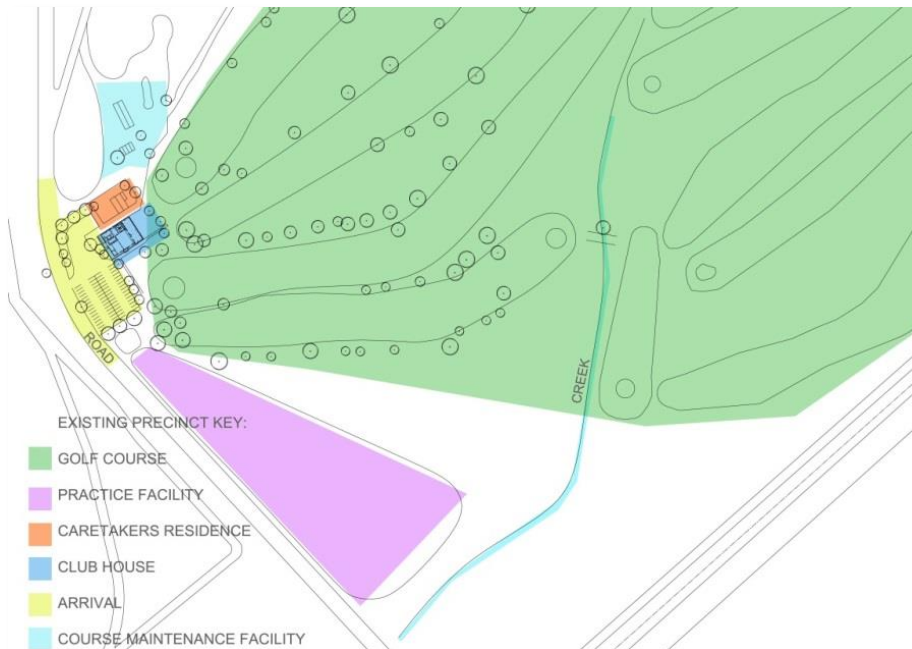 ROAD
CREEK
EXISTING PRECINCT KEY:
GOLF COURSE
PRACTICE FACILITY
CARETAKERS RESIDENCE
CLUB HOUSE
ARRIVAL
COURSE MAINTENANCE FACILITY